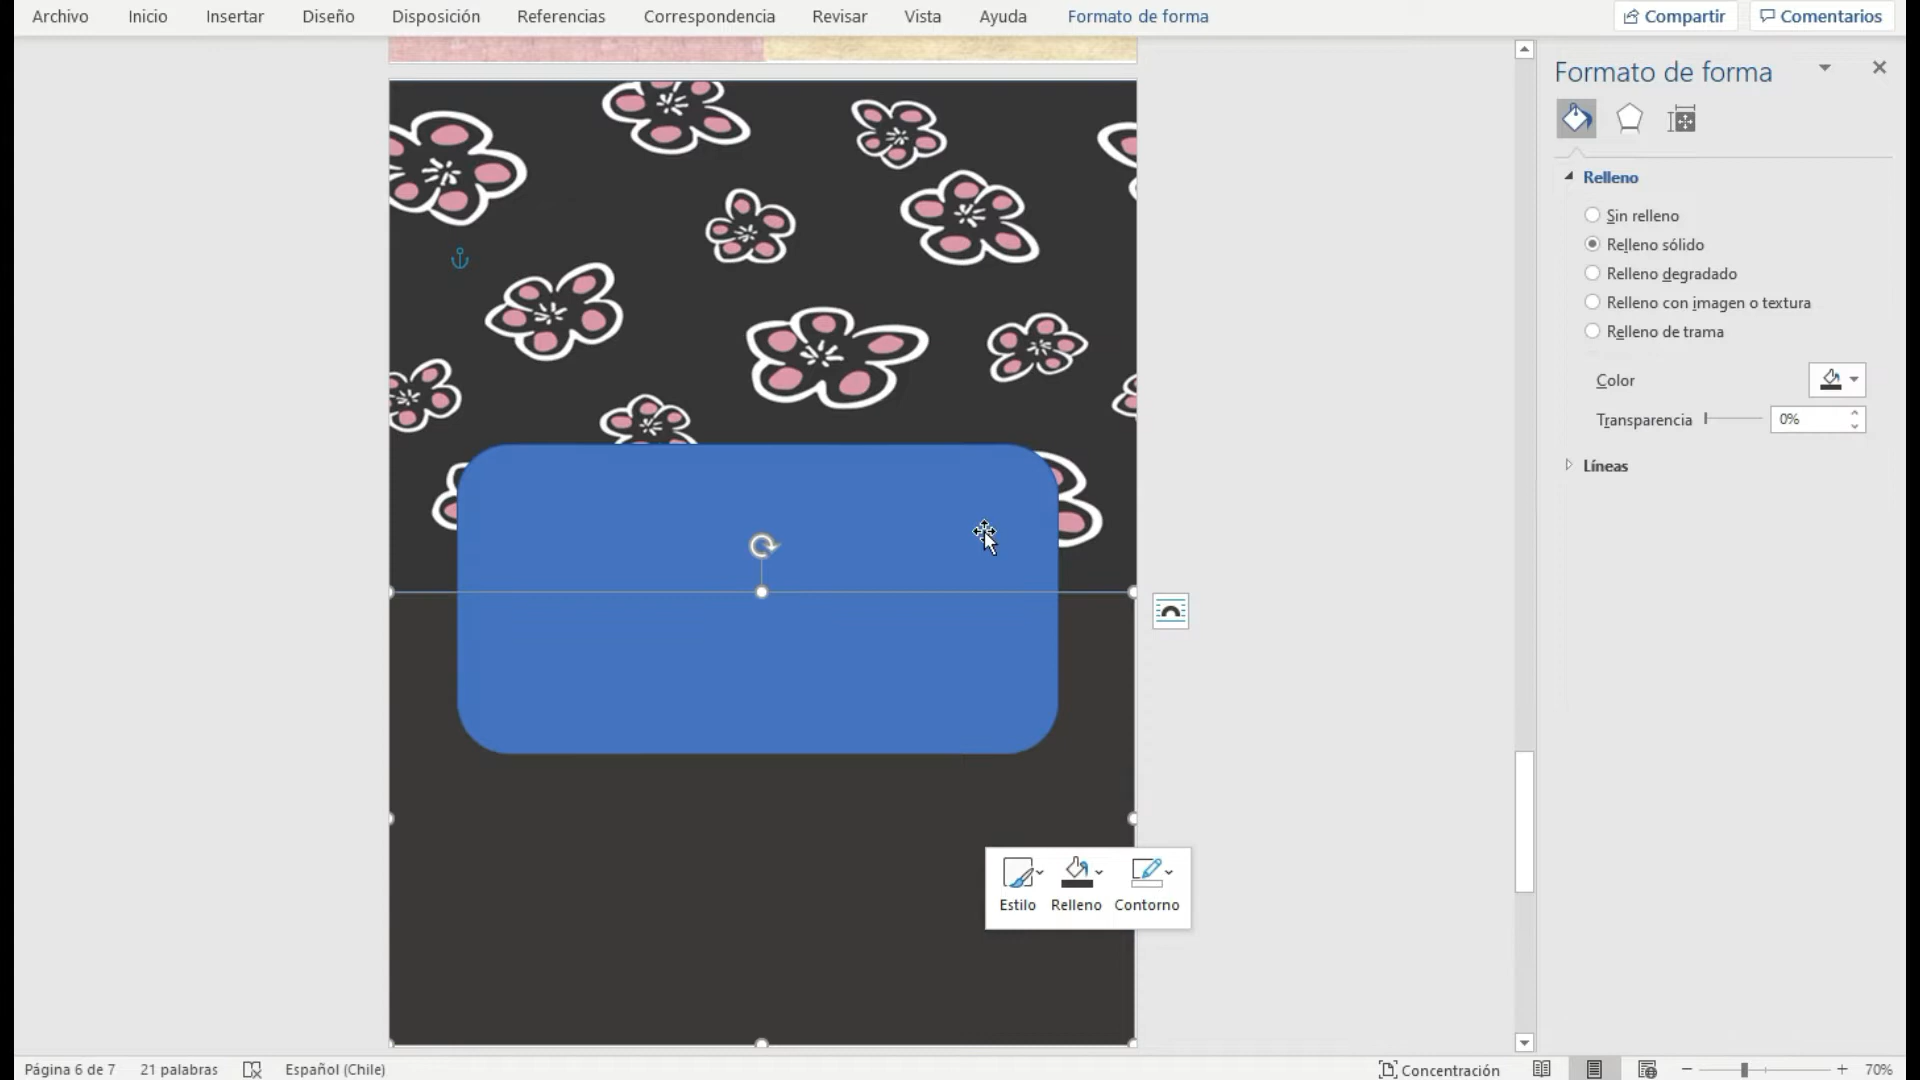 Archivo Inicio Insertar Diseño Disposición Referencias Correspondencia Revisar Vista Ayuda Formato de forma Compartir Comentarios
Formato de forma
Relleno
Sin relleno
Relleno sólido
Relleno degradado
Relleno con imagen o textura
Relleno de trama
Color
Transparencia 0%
Líneas
Estilo Relleno Contorno
Página 6 de 7 21 palabras Español (Chile) Concentración 70%